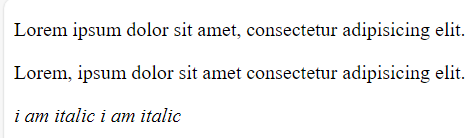 Lorem ipsum dolor sit amet, consectetur adipisicing elit.
Lorem, ipsum dolor sit amet consectetur adipisicing elit.
i am italic i am italic